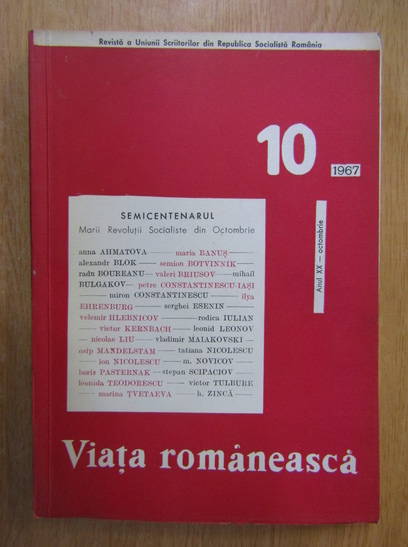 Revistă a Uniunii Scriitorilor din Republica Socialistă România
10
1967
Anul XX — octombrie
SEMICENTENARUL
Marii Revoluții Socialiste din Octombrie
anna AHMATOVA — maria BANUȘ —
alexandr BLOK — semion BOTVINNIK —
radu BOUREANU — valeri BRIUSOV — mihail
BULGAKOV — petre CONSTANTINESCU-IAȘI
— miron CONSTANTINESCU — ilya
EHRENBURG — serghei ESENIN —
velemir HLEBNICOV — rodica IULIAN
— victor KERNBACH — leonid LEONOV
— nicolae LIU — vladimir MAIAKOVSKI —
osip MANDELSTAM — tatiana NICOLESCU
— ion NICOLESCU — m. NOVICOV —
boris PASTERNAK — stepan SCIPACIOV —
leonida TEODORESCU — victor TULBURE
— marina ȚVETAEVA — h. ZINCĂ —
Viața românească